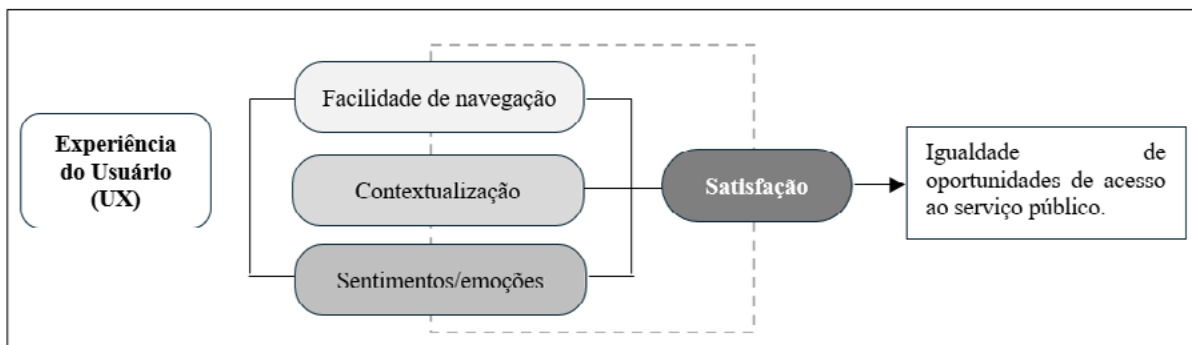 Experiência
do Usuário
(UX)
Facilidade de navegação
Contextualização
Sentimentos/emoções
Satisfação
Igualdade de
oportunidades de acesso
ao serviço público.